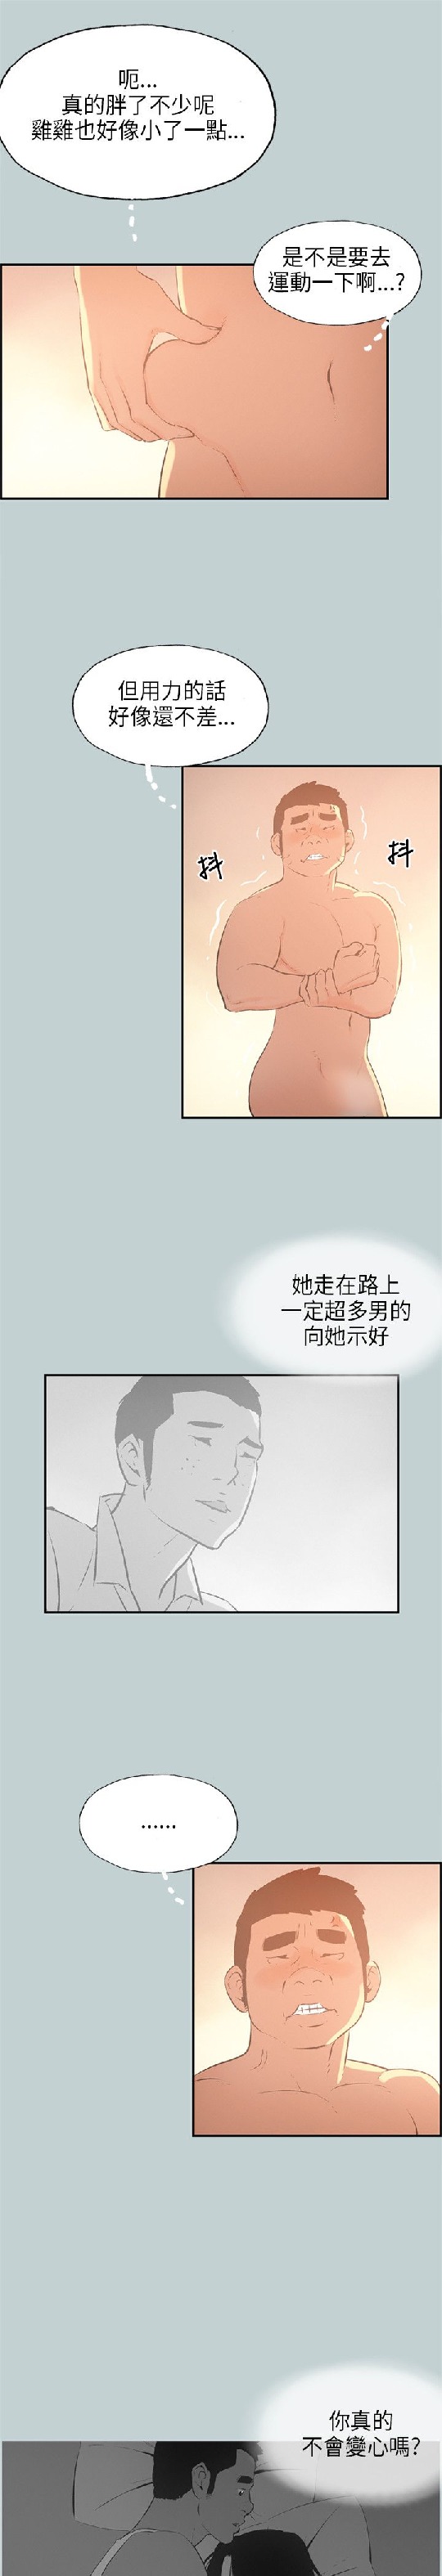 呃...
真的胖了不少呢
雞雞也好像小了一點...
是不是要去
運動一下啊...?
但用力的話
好像還不差...
抖
抖
她走在路上
一定超多男的
向她示好
......
你真的
不會變心嗎?